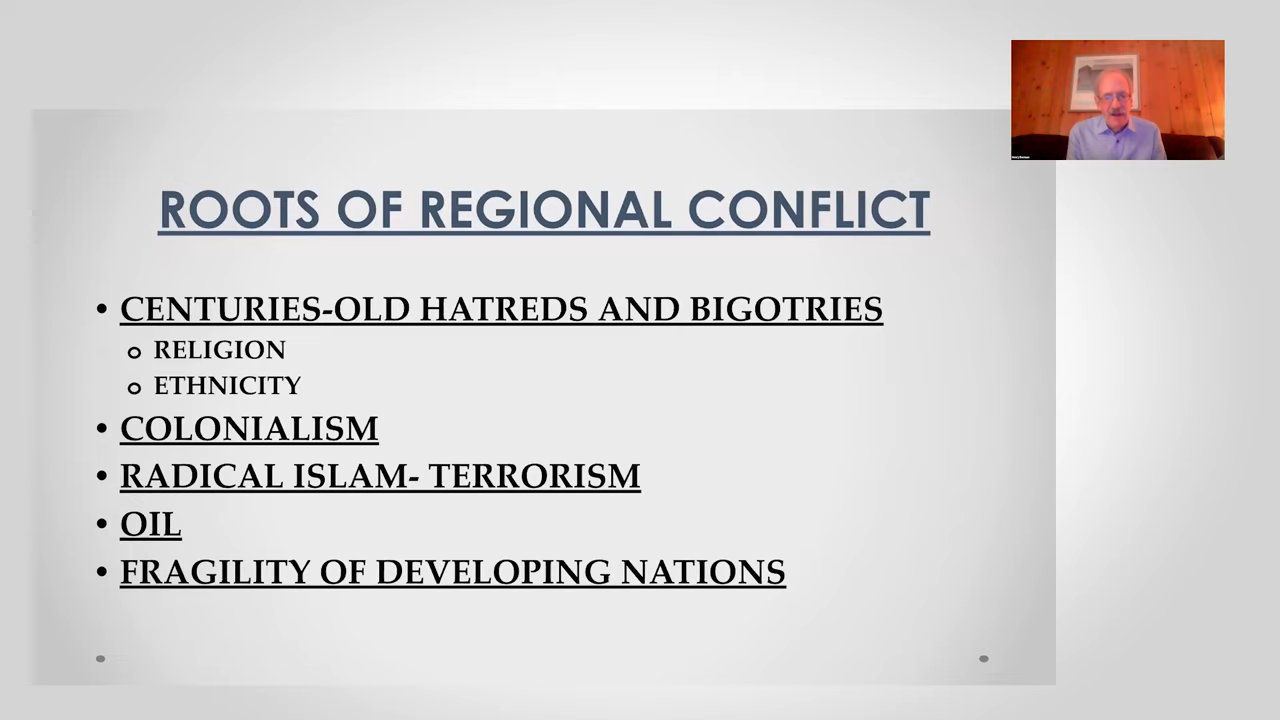 ROOTS OF REGIONAL CONFLICT
• CENTURIES-OLD HATREDS AND BIGOTRIES
o RELIGION
o ETHNICITY
• COLONIALISM
• RADICAL ISLAM- TERRORISM
• OIL
• FRAGILITY OF DEVELOPING NATIONS